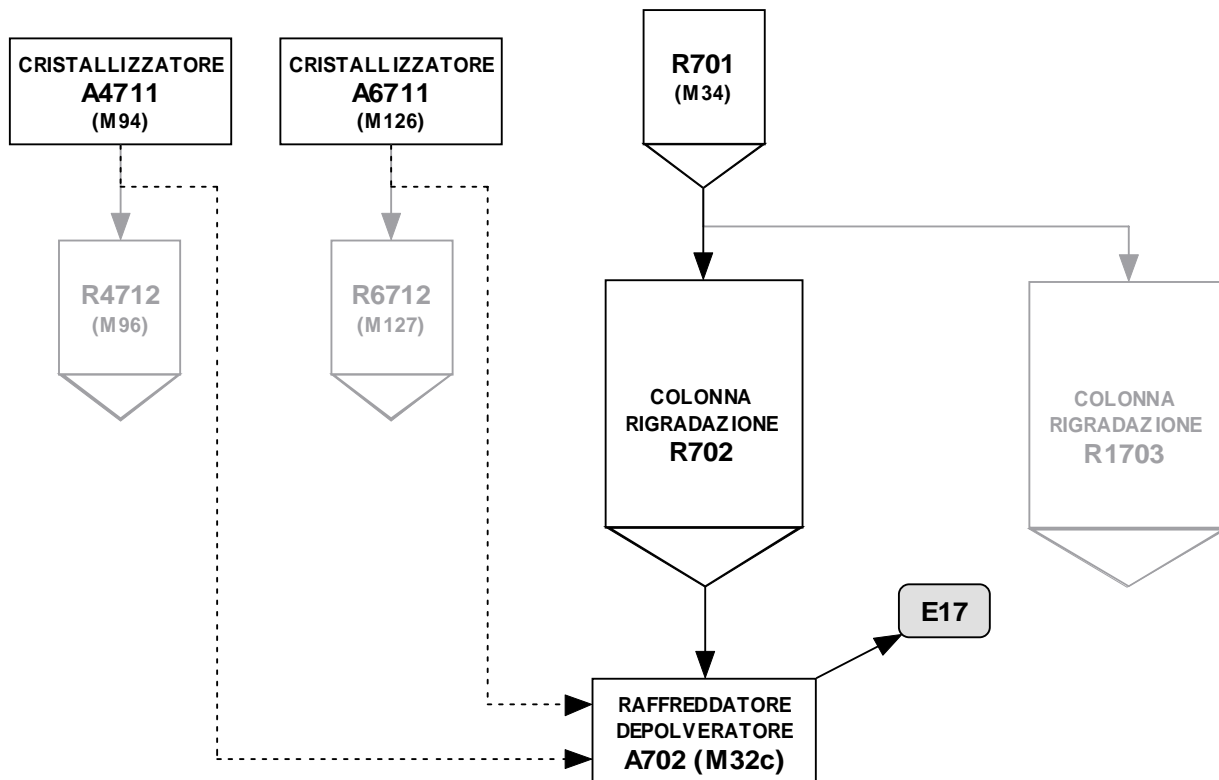 CRISTALLIZZATORE
A4711
(M94)
CRISTALLIZZATORE
A6711
(M126)
R701
(M34)
R4712
(M96)
R6712
(M127)
COLONNA
RIGRADAZIONE
R702
COLONNA
RIGRADAZIONE
R1703
E17
RAFFREDDATORE
DEPOLVERATORE
A702 (M32c)